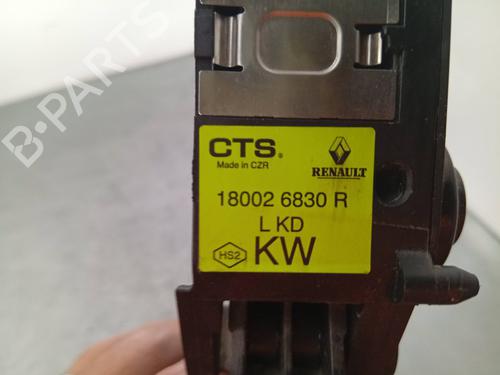 B-PARTS
CTS®
Made in CZR
RENAULT
18002 6830 R
L KD
HS2
KW